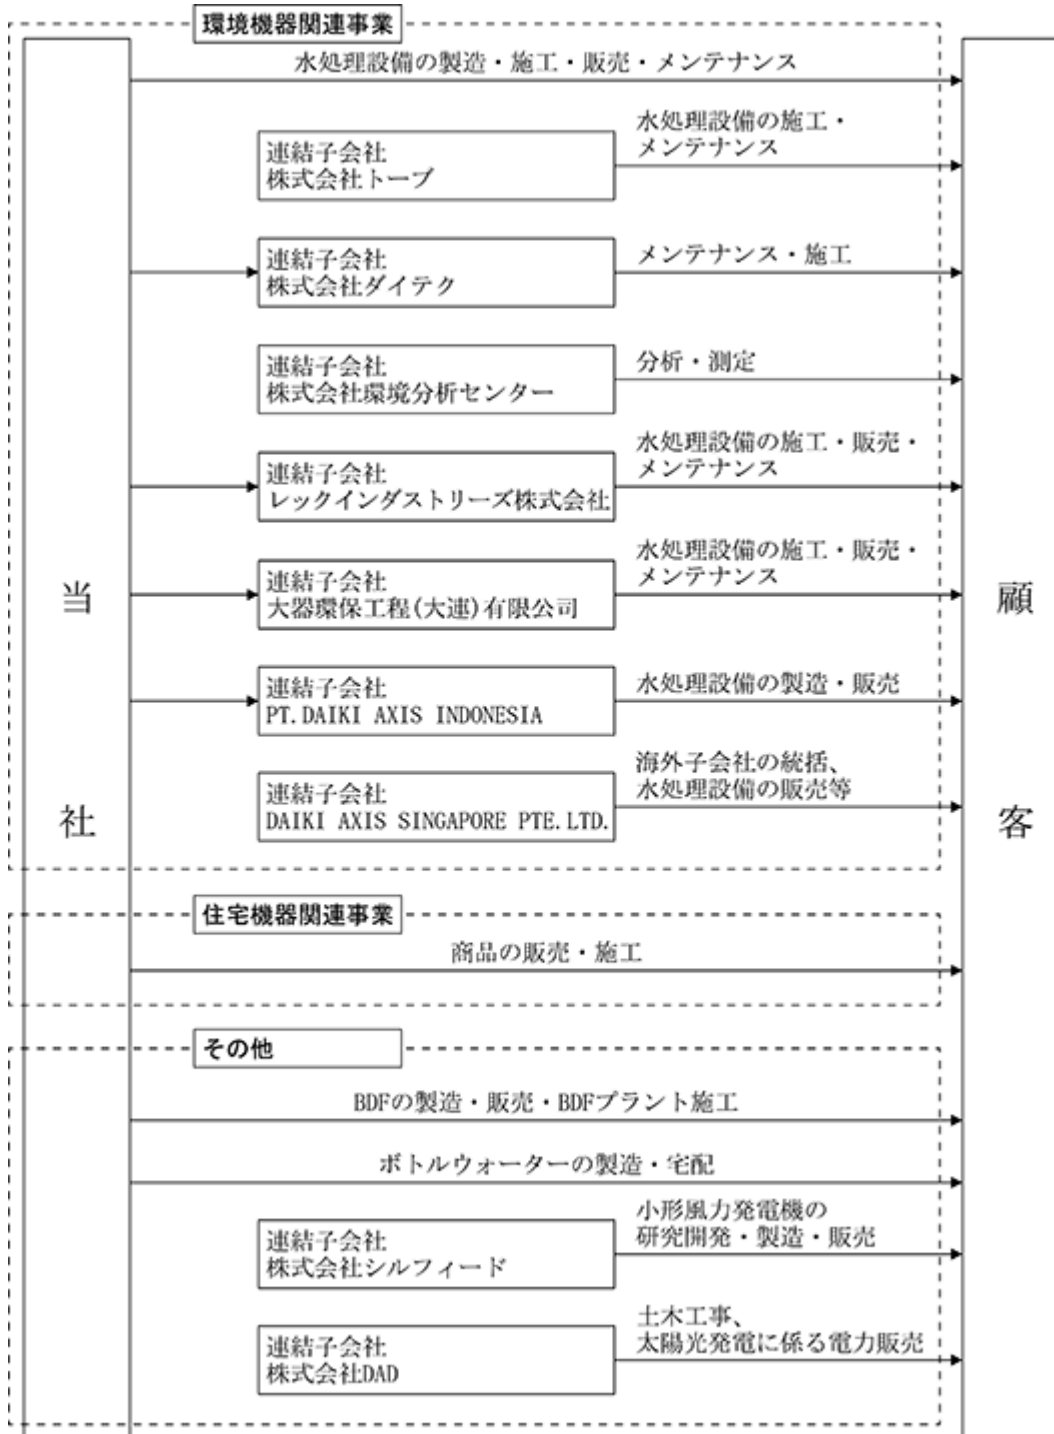 環境機器関連事業
水処理設備の製造・施工・販売・メンテナンス
連結子会社
株式会社トーブ
水処理設備の施工・
メンテナンス
連結子会社
株式会社ダイテク
メンテナンス・施工
連結子会社
株式会社環境分析センター
分析・測定
連結子会社
レックインダストリーズ株式会社
水処理設備の施工・販売・
メンテナンス
連結子会社
大器環保工程(大連)有限公司
水処理設備の施工・販売・
メンテナンス
連結子会社
PT.DAIKI AXIS INDONESIA
水処理設備の製造・販売
連結子会社
DAIKI AXIS SINGAPORE PTE.LTD.
海外子会社の統括、
水処理設備の販売等
当社
顧客
住宅機器関連事業
商品の販売・施工
その他
BDFの製造・販売・BDFプラント施工
ボトルウォーターの製造・宅配
連結子会社
株式会社シルフィード
小形風力発電機の
研究開発・製造・販売
連結子会社
株式会社DAD
土木工事、
太陽光発電に係る電力販売